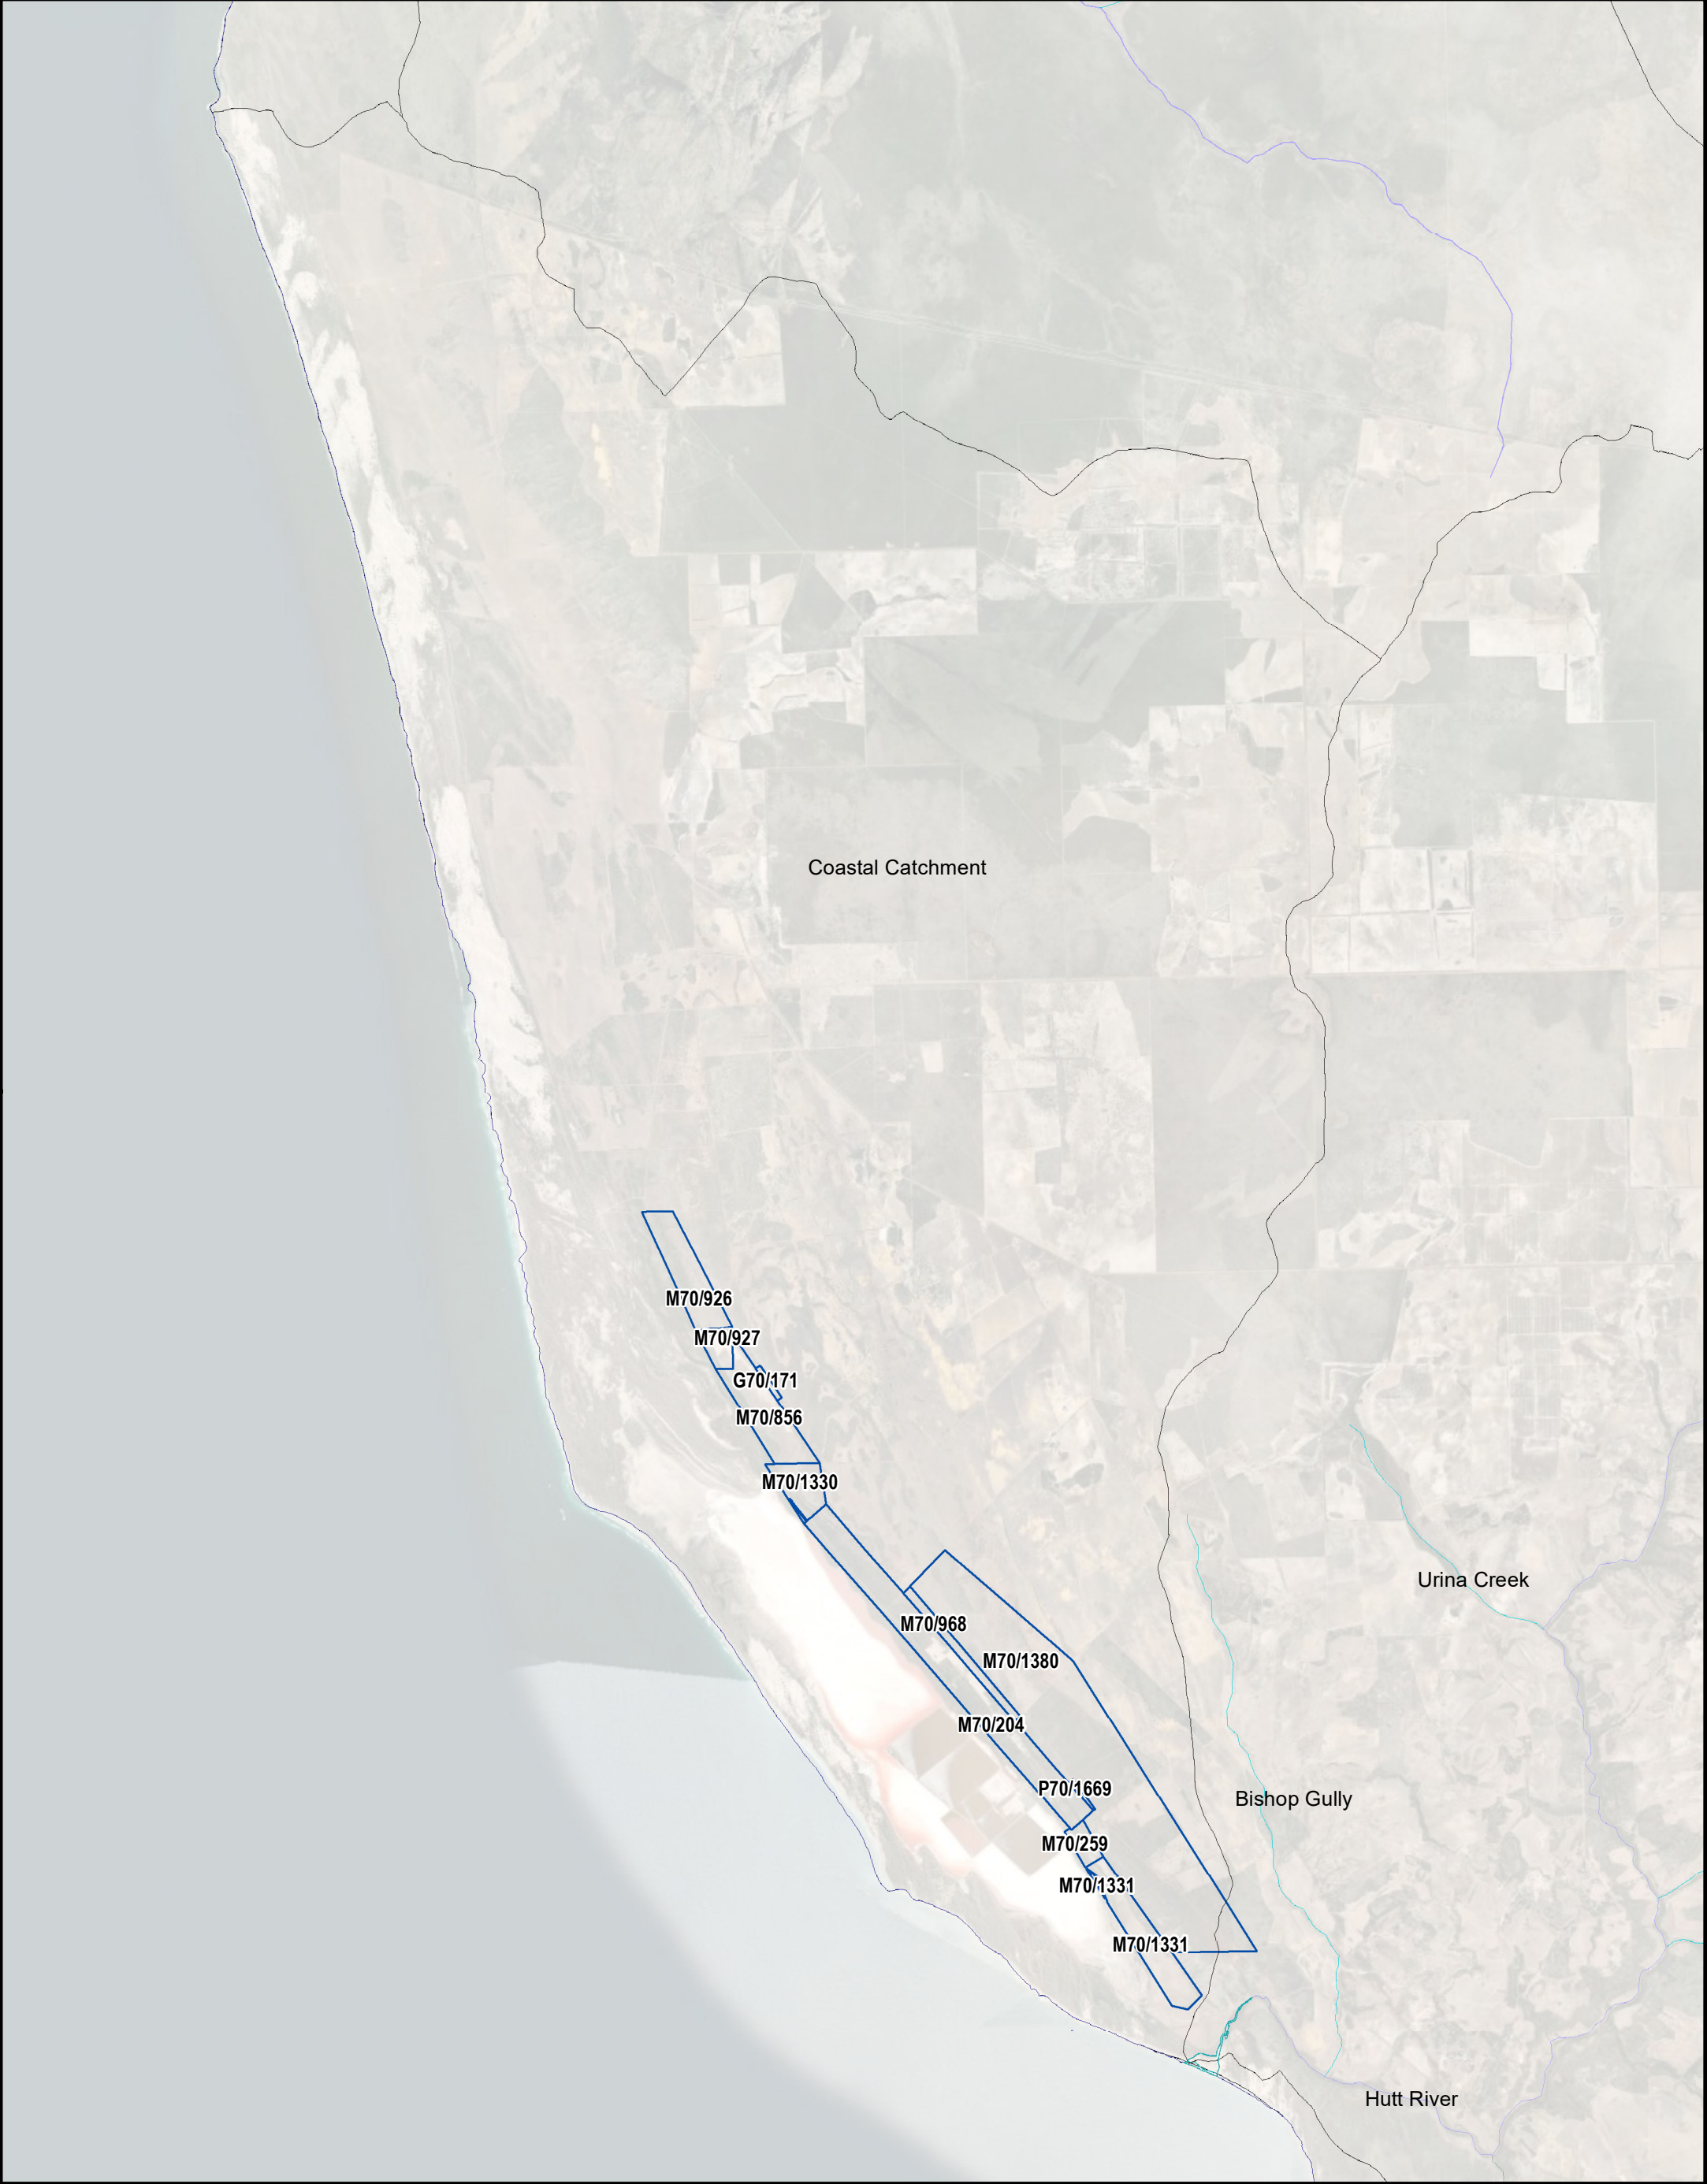 Coastal Catchment
M70/926
M70/927
G70/171
M70/856
M70/1330
Urina Creek
M70/968
M70/1380
M70/204
P70/1669
Bishop Gully
M70/259
M70/1331
M70/1331
Hutt River